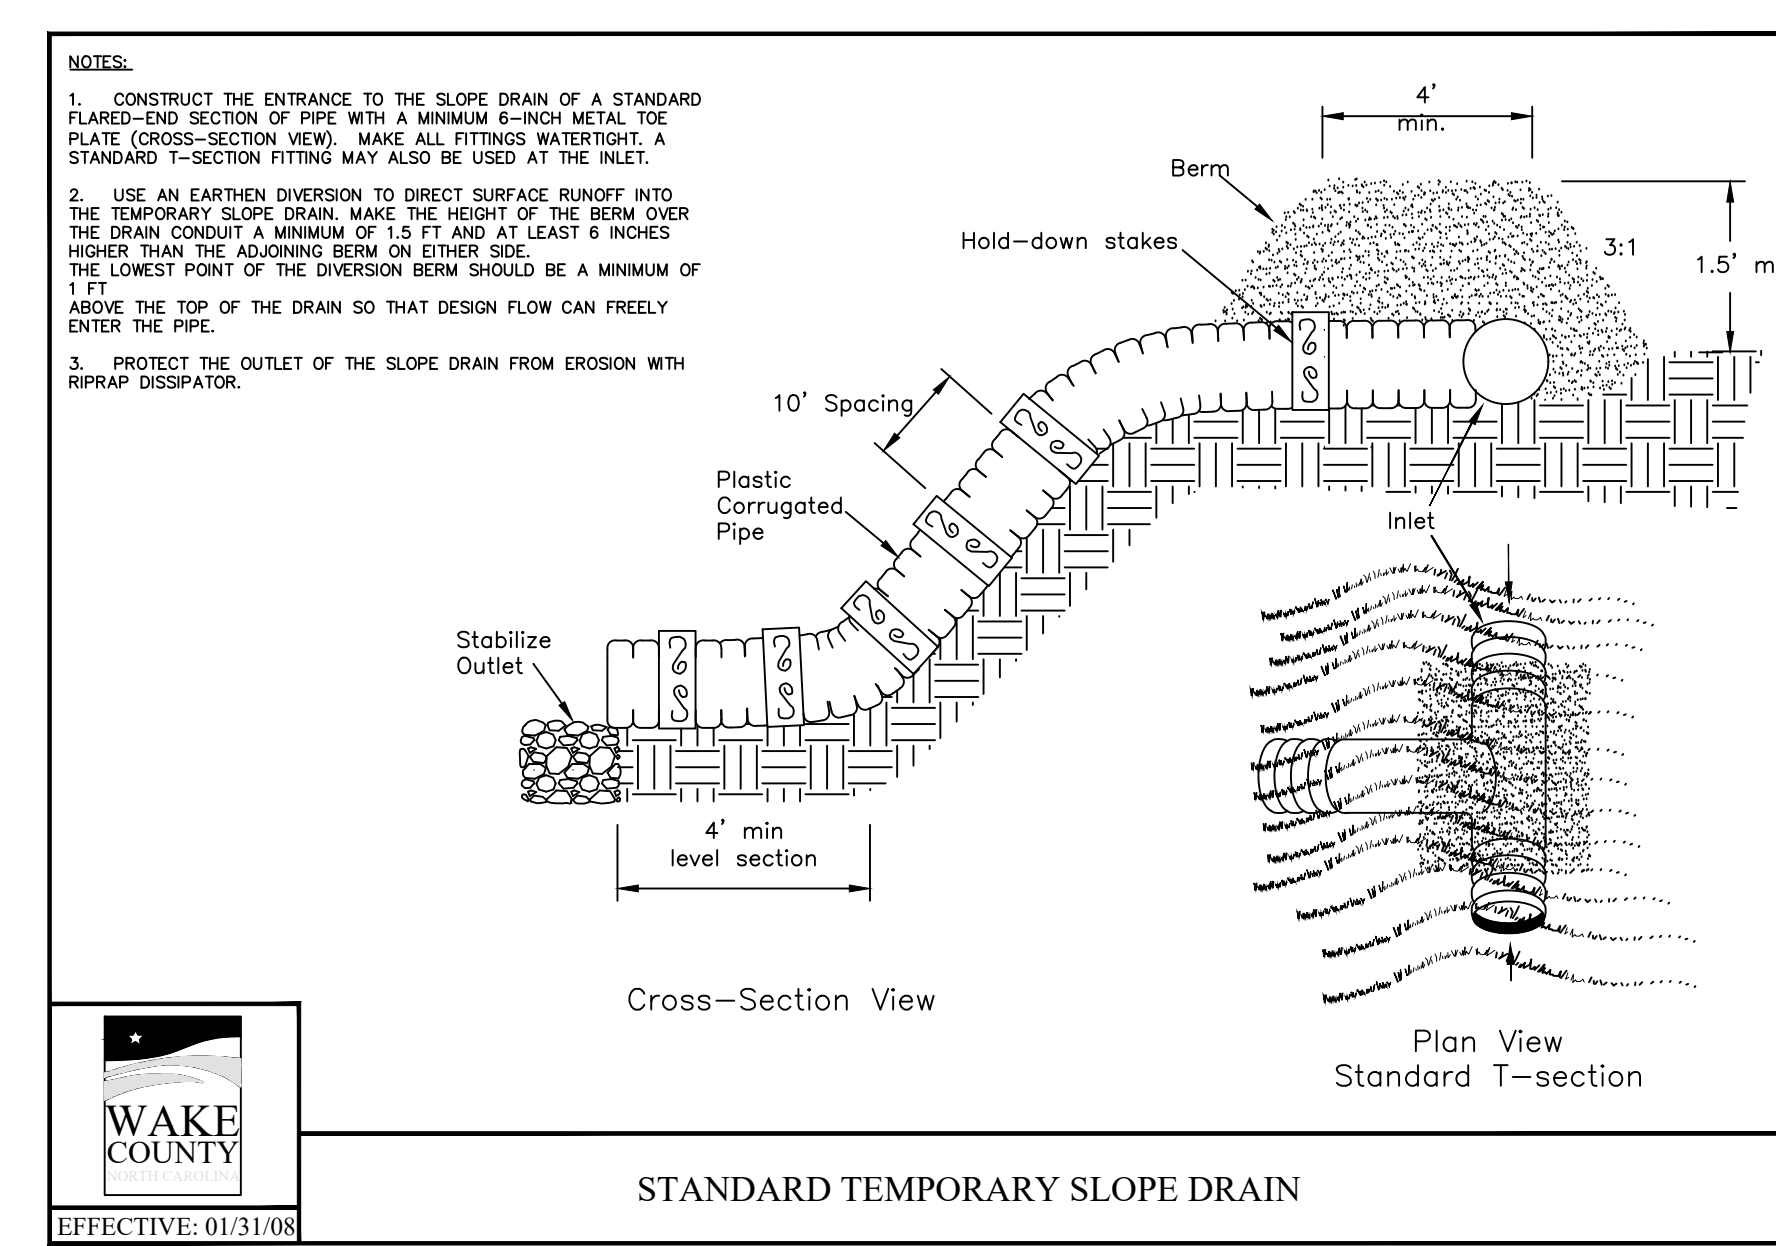 NOTES:
1. CONSTRUCT THE ENTRANCE TO THE SLOPE DRAIN OF A STANDARD
FLARED-END SECTION OF PIPE WITH A MINIMUM 6-INCH METAL TOE
PLATE (CROSS-SECTION VIEW). MAKE ALL FITTINGS WATERTIGHT. A
STANDARD T-SECTION FITTING MAY ALSO BE USED AT THE INLET.
2. USE AN EARTHEN DIVERSION TO DIRECT SURFACE RUNOFF INTO
THE TEMPORARY SLOPE DRAIN. MAKE THE HEIGHT OF THE BERM OVER
THE DRAIN CONDUIT A MINIMUM OF 1.5 FT AND AT LEAST 6 INCHES
HIGHER THAN THE ADJOINING BERM ON EITHER SIDE.
THE LOWEST POINT OF THE DIVERSION BERM SHOULD BE A MINIMUM OF
1 FT
ABOVE THE TOP OF THE DRAIN SO THAT DESIGN FLOW CAN FREELY
ENTER THE PIPE.
3. PROTECT THE OUTLET OF THE SLOPE DRAIN FROM EROSION WITH
RIPRAP DISSIPATOR.
4'
min.
Berm
Hold-down stakes
3:1
1.5' m
10' Spacing
Plastic
Corrugated
Pipe
Inlet
Stabilize
Outlet
4' min
level section
Cross-Section View
Plan View
Standard T-section
WAKE
COUNTY
NORTH CAROLINA
STANDARD TEMPORARY SLOPE DRAIN
EFFECTIVE: 01/31/08